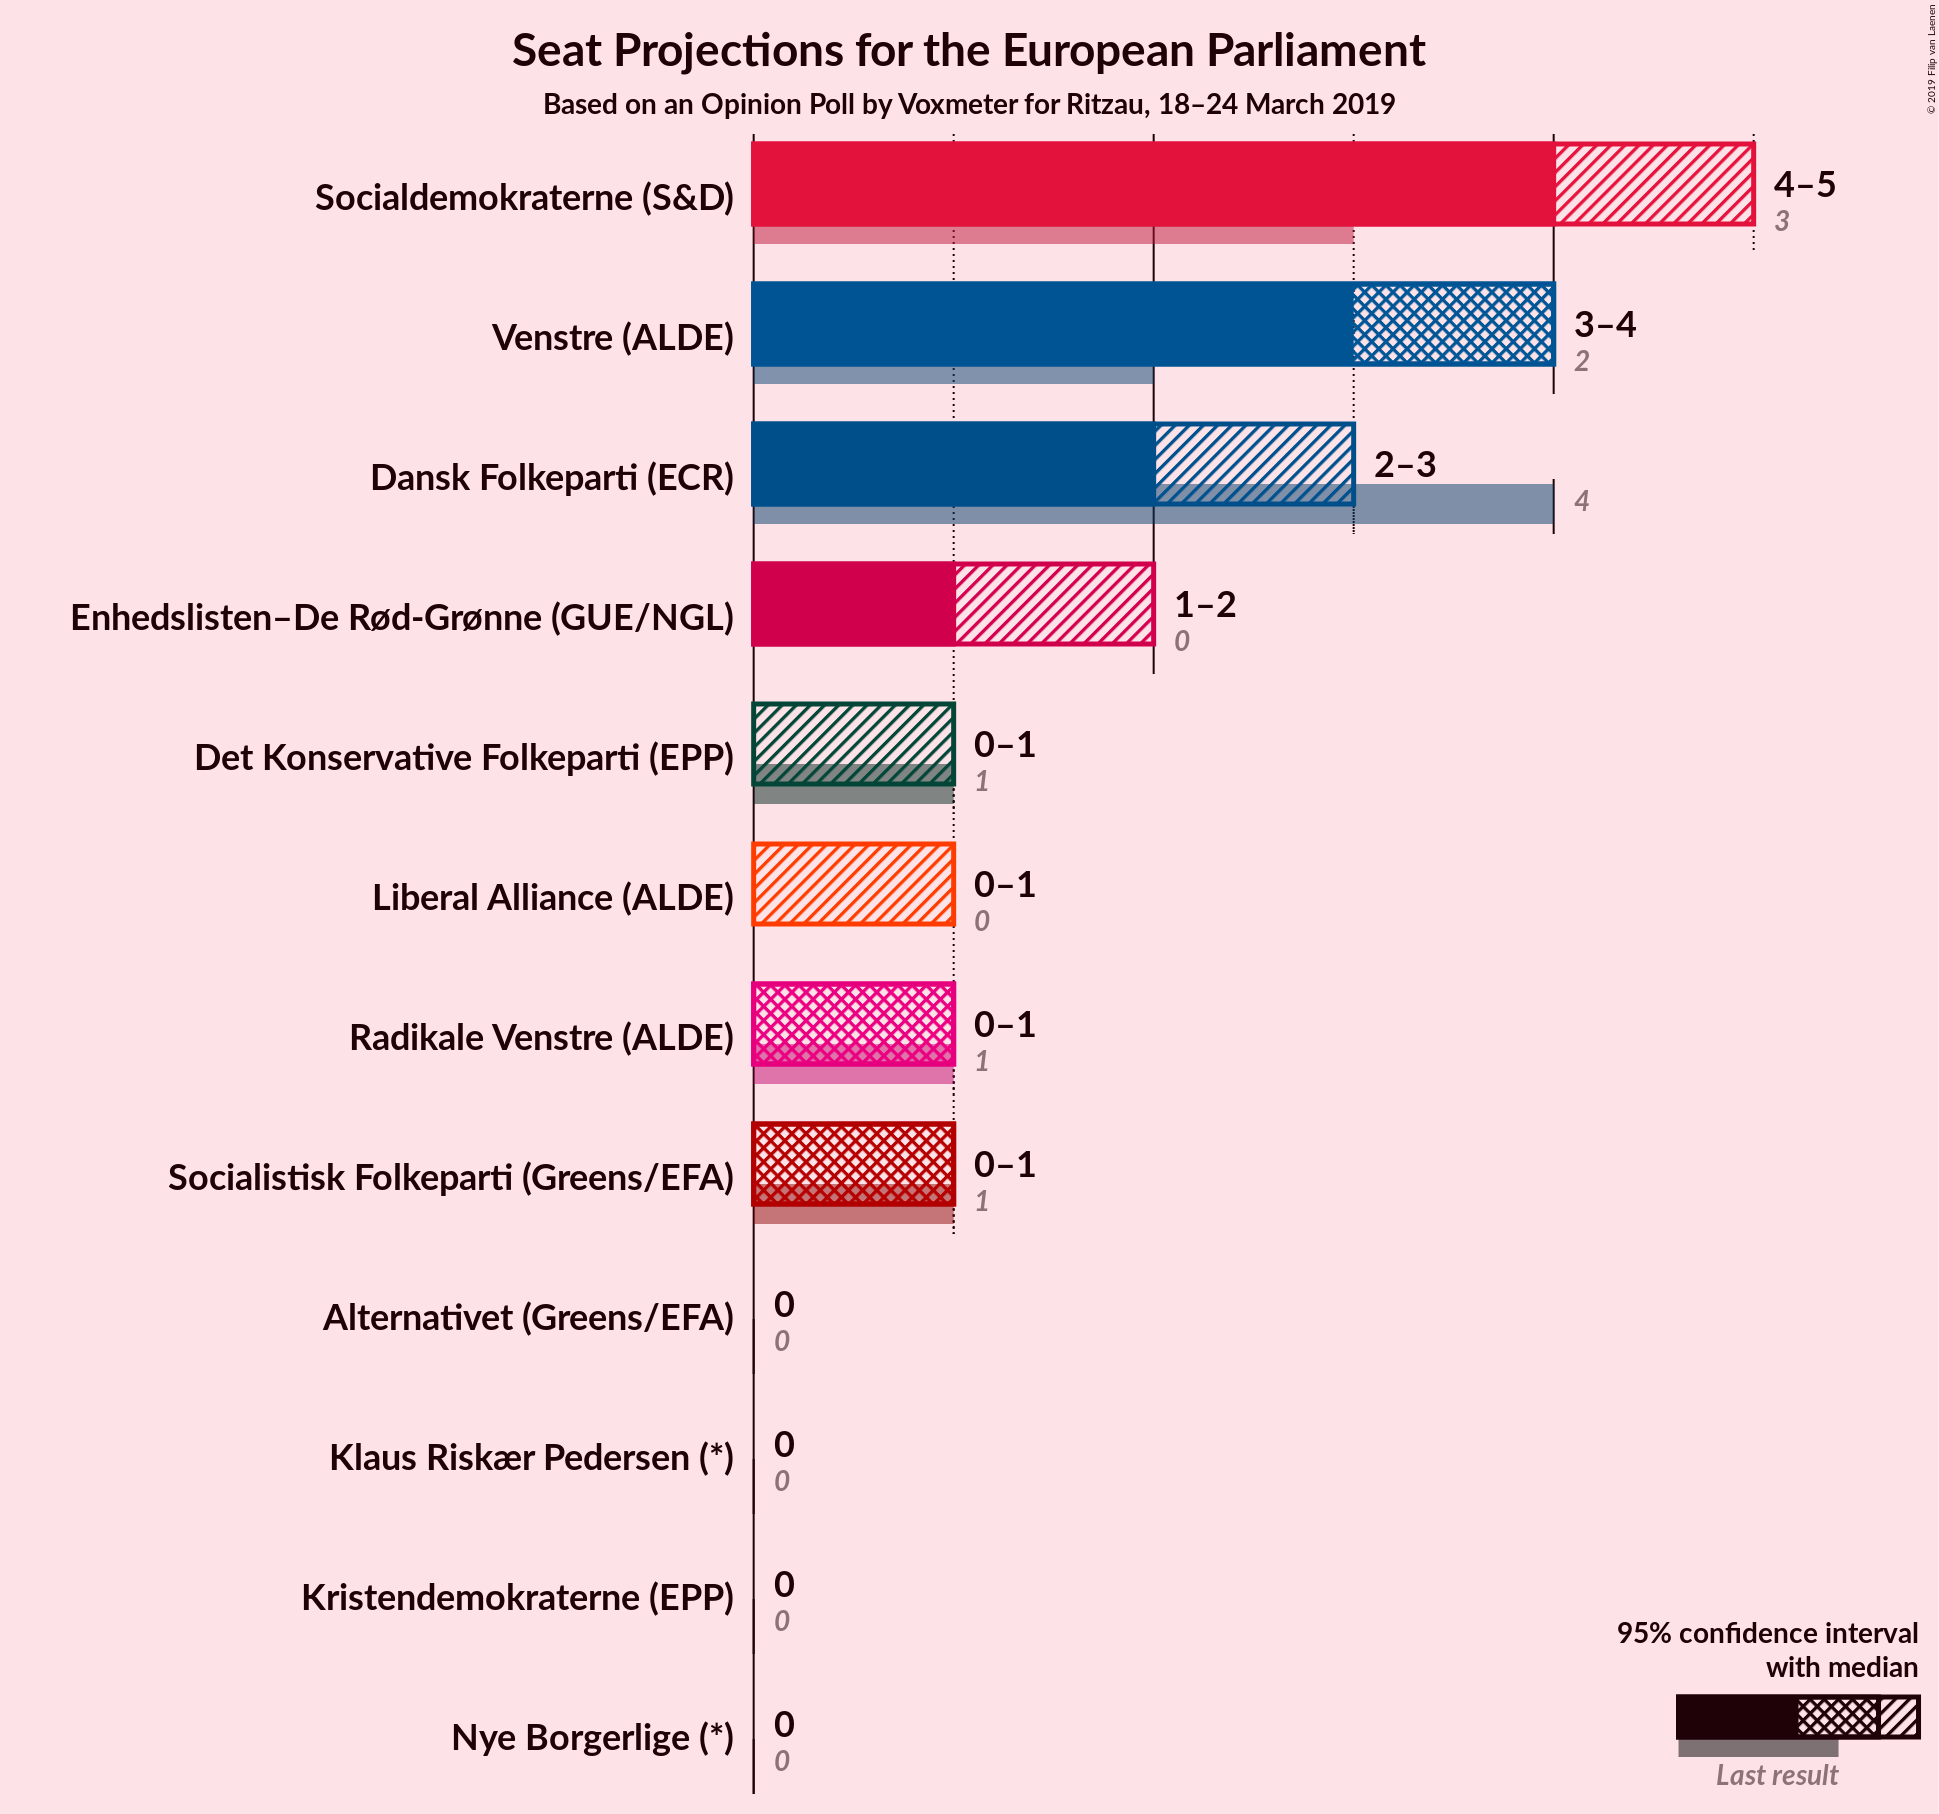 Seat Projections for the European Parliament
Based on an Opinion Poll by Voxmeter for Ritzau, 18–24 March 2019
© 2019 Filip van Laenen
Socialdemokraterne (S&D)
4–5
3
Venstre (ALDE)
3–4
2
Dansk Folkeparti (ECR)
2–3
4
Enhedslisten–De Rød-Grønne (GUE/NGL)
1–2
0
Det Konservative Folkeparti (EPP)
0–1
1
Liberal Alliance (ALDE)
0–1
0
Radikale Venstre (ALDE)
0–1
1
Socialistisk Folkeparti (Greens/EFA)
0–1
1
Alternativet (Greens/EFA)
0
0
Klaus Riskær Pedersen (*)
0
0
Kristendemokraterne (EPP)
0
0
Nye Borgerlige (*)
0
0
95% confidence interval
with median
Last result